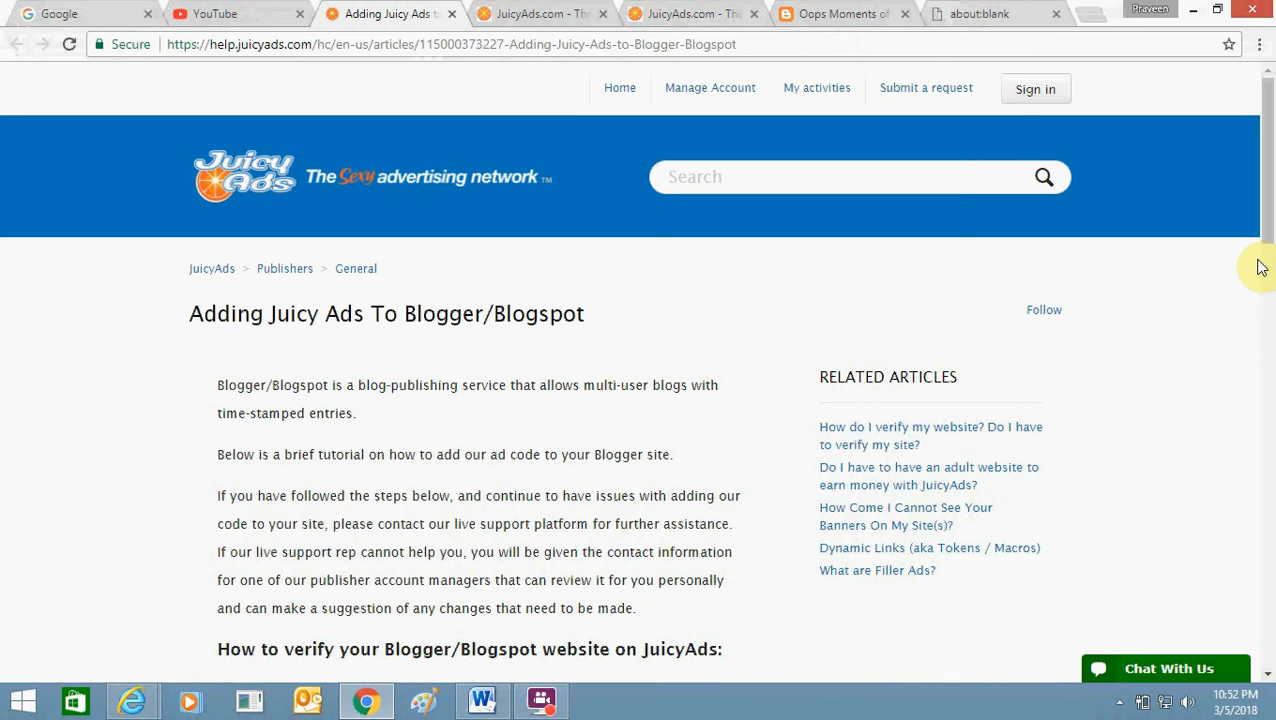 Google
YouTube
Adding Juicy Ads to
JuicyAds.com - The
JuicyAds.com - The
Oops Moments of
about:blank
Praveen
Secure
https://help.juicyads.com/hc/en-us/articles/115000373227-Adding-Juicy-Ads-to-Blogger-Blogspot
Home
Manage Account
My activities
Submit a request
Sign in
Juicy Ads
The Sexy advertising network ™
Search
JuicyAds > Publishers > General
Adding Juicy Ads To Blogger/Blogspot
Follow
Blogger/Blogspot is a blog-publishing service that allows multi-user blogs with
time-stamped entries.
Below is a brief tutorial on how to add our ad code to your Blogger site.
If you have followed the steps below, and continue to have issues with adding our
code to your site, please contact our live support platform for further assistance.
If our live support rep cannot help you, you will be given the contact information
for one of our publisher account managers that can review it for you personally
and can make a suggestion of any changes that need to be made.
How to verify your Blogger/Blogspot website on JuicyAds:
RELATED ARTICLES
How do I verify my website? Do I have
to verify my site?
Do I have to have an adult website to
earn money with JuicyAds?
How Come I Cannot See Your
Banners On My Site(s)?
Dynamic Links (aka Tokens / Macros)
What are Filler Ads?
Chat With Us
10:52 PM
3/5/2018